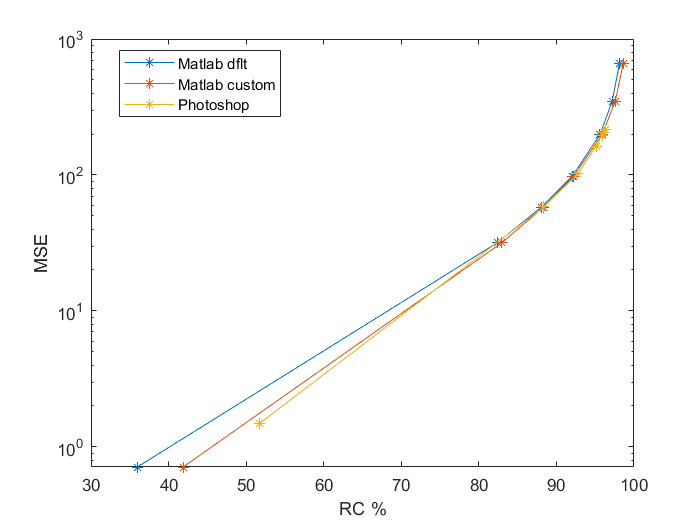 Matlab dflt
Matlab custom
Photoshop
10^3
10^2
10^1
10^0
MSE
30 40 50 60 70 80 90 100
RC %